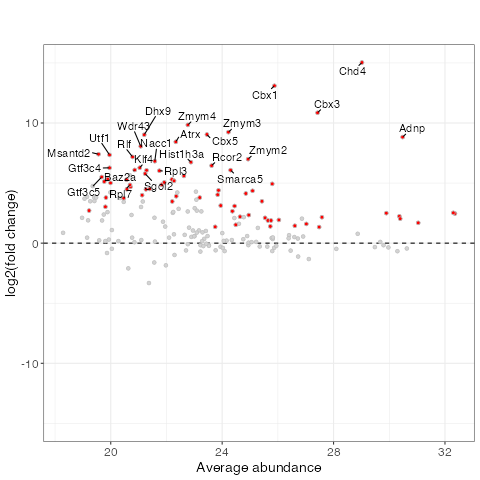 Chd4
Cbx1
Cbx3
Dhx9
Zmym4
Wdr43
Zmym3
Adnp
Utf1
Rlf
Nacc1
Atrx
Cbx5
Msantd2
Klf4
Hist1h3a
Rcor2
Zmym2
Gtf3c4
Baz2a
Rpl3
Smarca5
Gtf3c5
Rpl7
Sgol2
10
0
-10
log2(fold change)
20
24
28
32
Average abundance